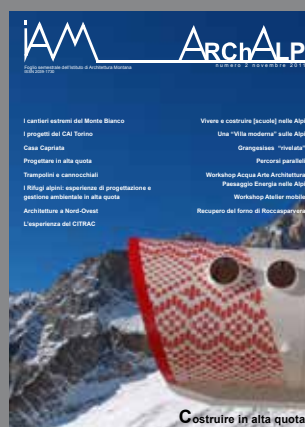 iAM
ARChALP
Foglio semestrale dell'Istituto di Architettura Montana
ISSN 2039-1730
numero 2 novembre 2011
I cantieri estremi del Monte Bianco
I progetti del CAI Torino
Casa Capriata
Progettare in alta quota
Trampolini e cannocchiali
I Rifugi alpini: esperienze di progettazione e
gestione ambientale in alta quota
Architetture a Nord-Ovest
L'esperienza del CITRAC
Vivere e costruire [scuole] nelle Alpi
Una "Villa moderna" sulle Alpi
Grangesises "rivelata"
Percorsi paralleli
Workshop Acqua Arte Architettura
Paesaggio Energia nelle Alpi
Workshop Atelier mobile
Recupero del forno di Roccasparvera
Costruire in alta quota